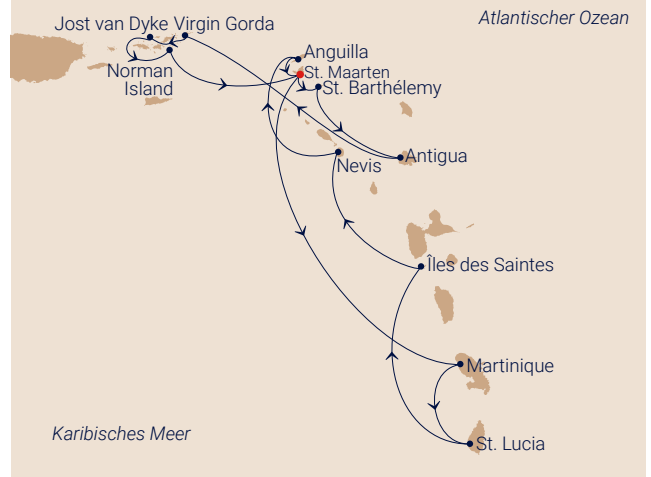 Atlantischer Ozean
Jost van Dyke Virgin Gorda
Anguilla
Norman
Island
St. Maarten
St. Barthélemy
Antigua
Nevis
Îles des Saintes
Martinique
Karibisches Meer
St. Lucia